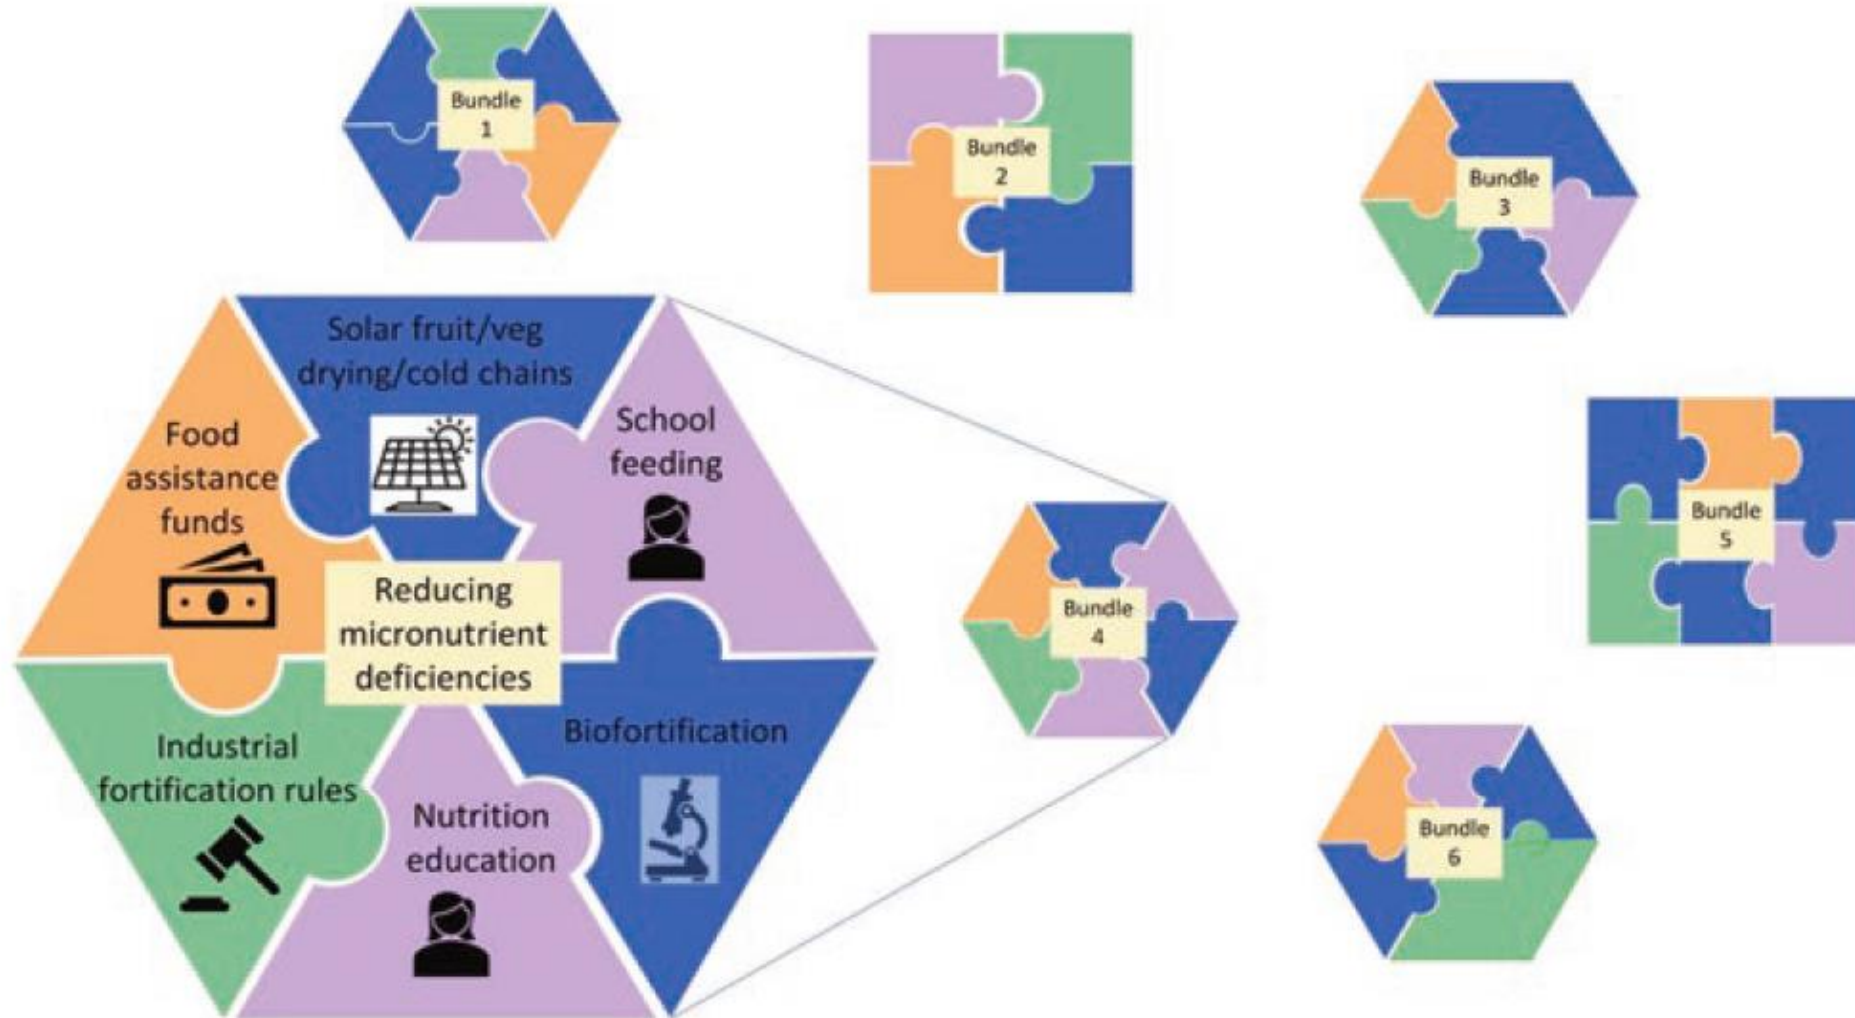 Bundle
1
Bundle
2
Bundle
3
Solar fruit/veg
drying/cold chains
School
feeding
Food
assistance
funds
Reducing
micronutrient
deficiencies
Biofortification
Industrial
fortification rules
Nutrition
education
Bundle
4
Bundle
5
Bundle
6